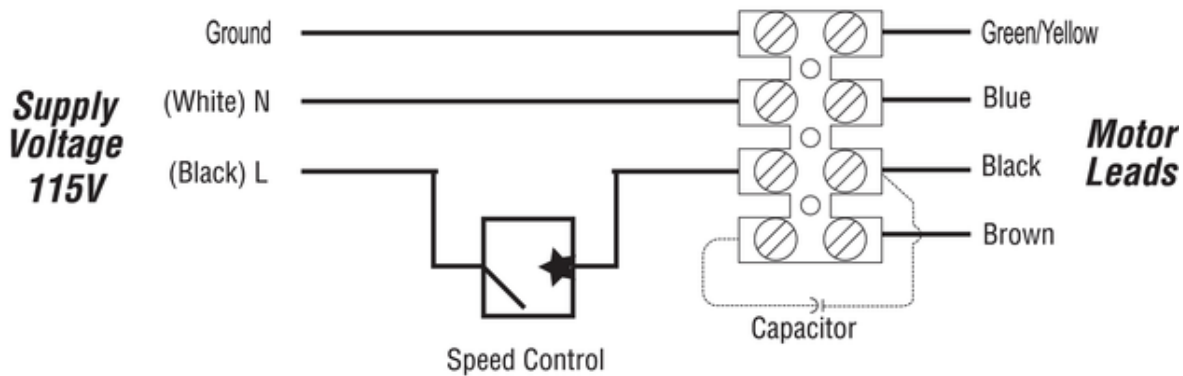 Ground
Green/Yellow
Supply
Voltage
115V
(White) N
Blue
Motor
Leads
(Black) L
Black
Brown
Capacitor
Speed Control